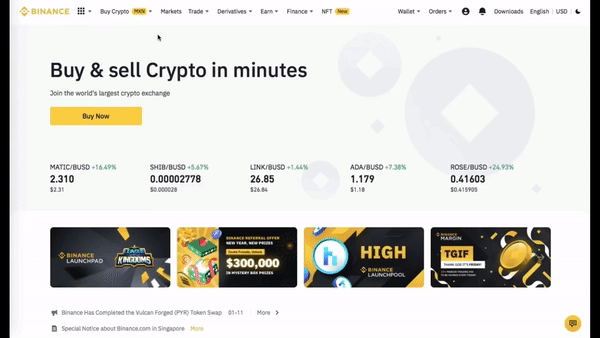 BINANCE Buy Crypto MXN Markets Trade Derivatives Earn Finance NFT New Wallet Orders Downloads English USD
Buy & sell Crypto in minutes
Join the world's largest crypto exchange
Buy Now
MATIC/BUSD +16.49% SHIB/BUSD +5.67% LINK/BUSD +1.44% ADA/BUSD +7.38% ROSE/BUSD +24.93%
2.310 0.00002778 26.85 1.179 0.41603
$2.31 $0.000028 $26.84 $1.18 $0.415905
BINANCE
LAUNCHPAD
KINGDOMS
BINANCE REFERRAL OFFER
NEW YEAR, NEW PRIZES
$300,000
IN MYSTERY BOX PRIZES
HIGH
BINANCE
LAUNCHPOOL
BINANCE
MARGIN
TGIF
Binance Has Completed the Vulcan Forged (PYR) Token Swap 01-11 More
Special Notice about Binance.com in Singapore More